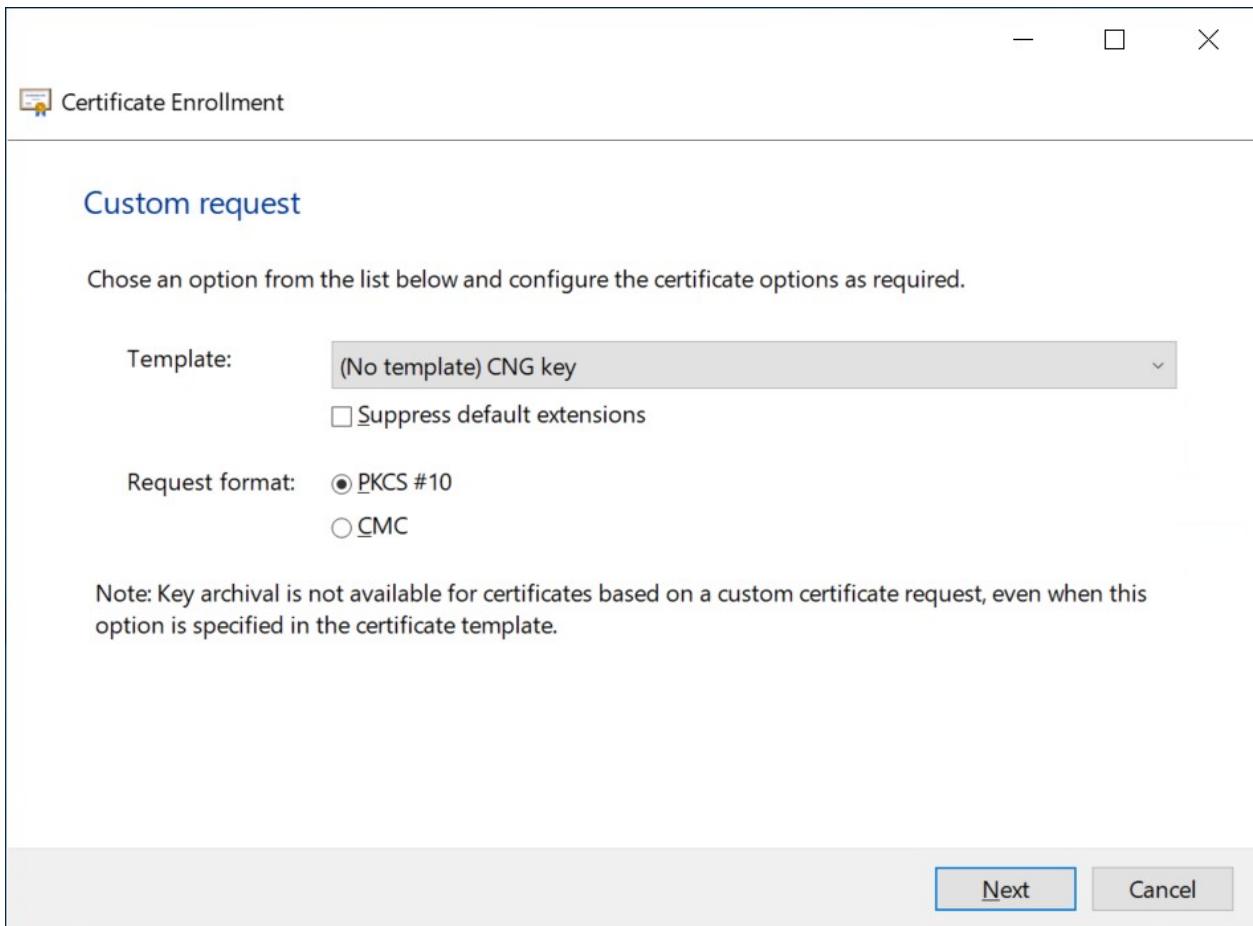 Certificate Enrollment
Custom request
Chose an option from the list below and configure the certificate options as required.
Template:
(No template) CNG key
Suppress default extensions
Request format:
PKCS #10
CMC
Note: Key archival is not available for certificates based on a custom certificate request, even when this
option is specified in the certificate template.
Next
Cancel